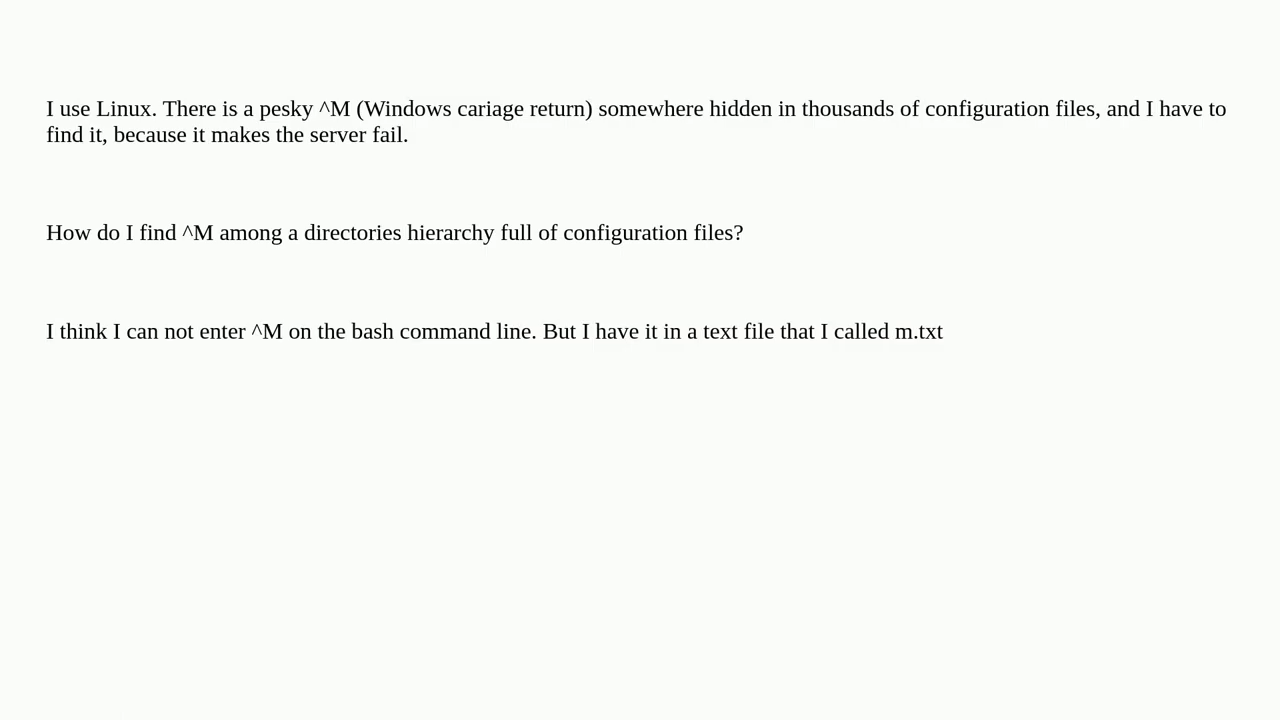 I use Linux. There is a pesky ^M (Windows cariage return) somewhere hidden in thousands of configuration files, and I have to
find it, because it makes the server fail.
How do I find ^M among a directories hierarchy full of configuration files?
I think I can not enter ^M on the bash command line. But I have it in a text file that I called m.txt